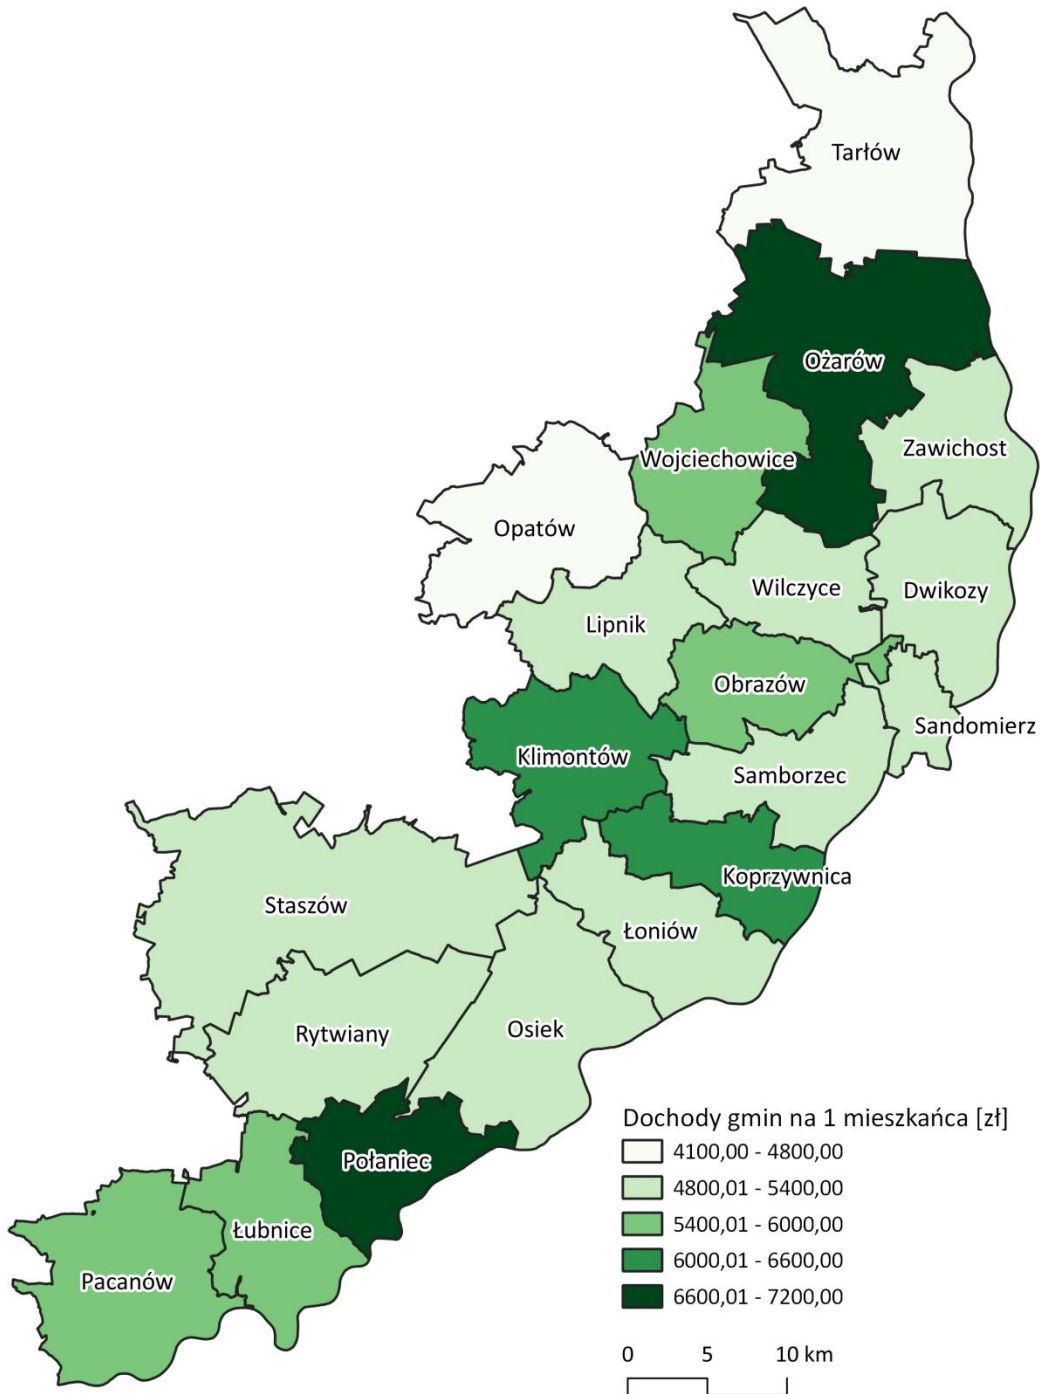 Tarłów
Ożarów
Zawichost
Wojciechowice
Opatów
Wilczyce
Dwikozy
Lipnik
Obrazów
Sandomierz
Klimontów
Samborzec
Koprzywnica
Staszów
Łoniów
Rytwiany
Osiek
Połaniec
Łubnice
Pacanów
Dochody gmin na 1 mieszkańca [zł]
4100,00 - 4800,00
4800,01 - 5400,00
5400,01 - 6000,00
6000,01 - 6600,00
6600,01 - 7200,00
0 5 10 km